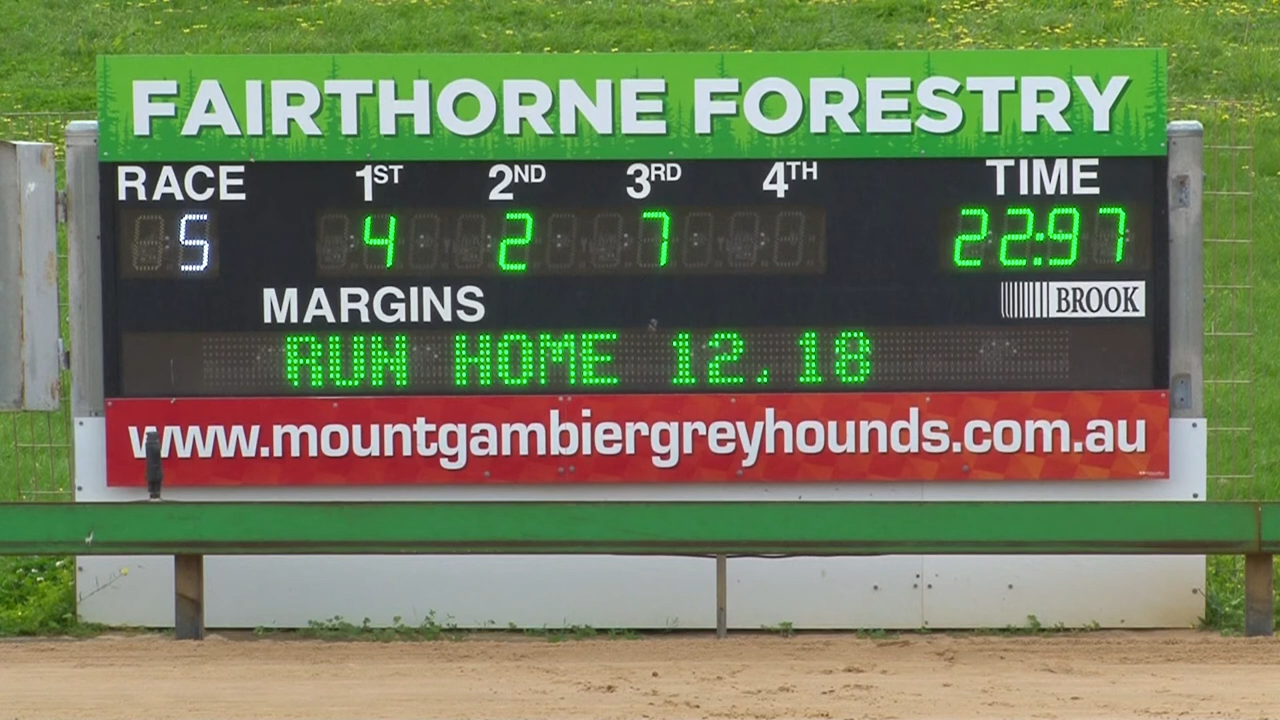 FAIRTHORNE FORESTRY
RACE 1ST 2ND 3RD 4TH TIME
5 4 2 7 22:97
MARGINS BROOK
RUN HOME 12.18
www.mountgambiergreyhounds.com.au